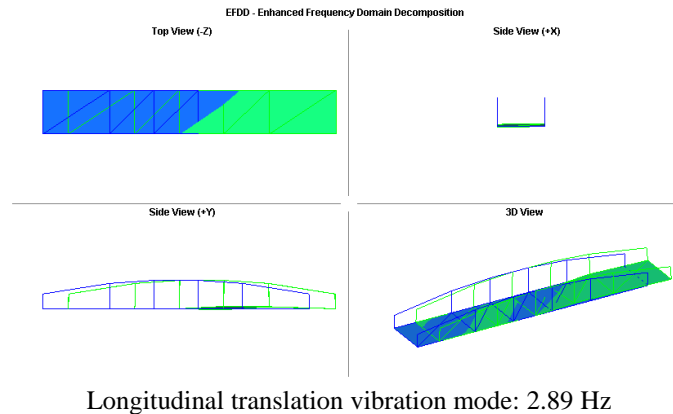 EFDD - Enhanced Frequency Domain Decomposition
Top View (-Z)
Side View (+X)
Side View (+Y)
3D View
Longitudinal translation vibration mode: 2.89 Hz